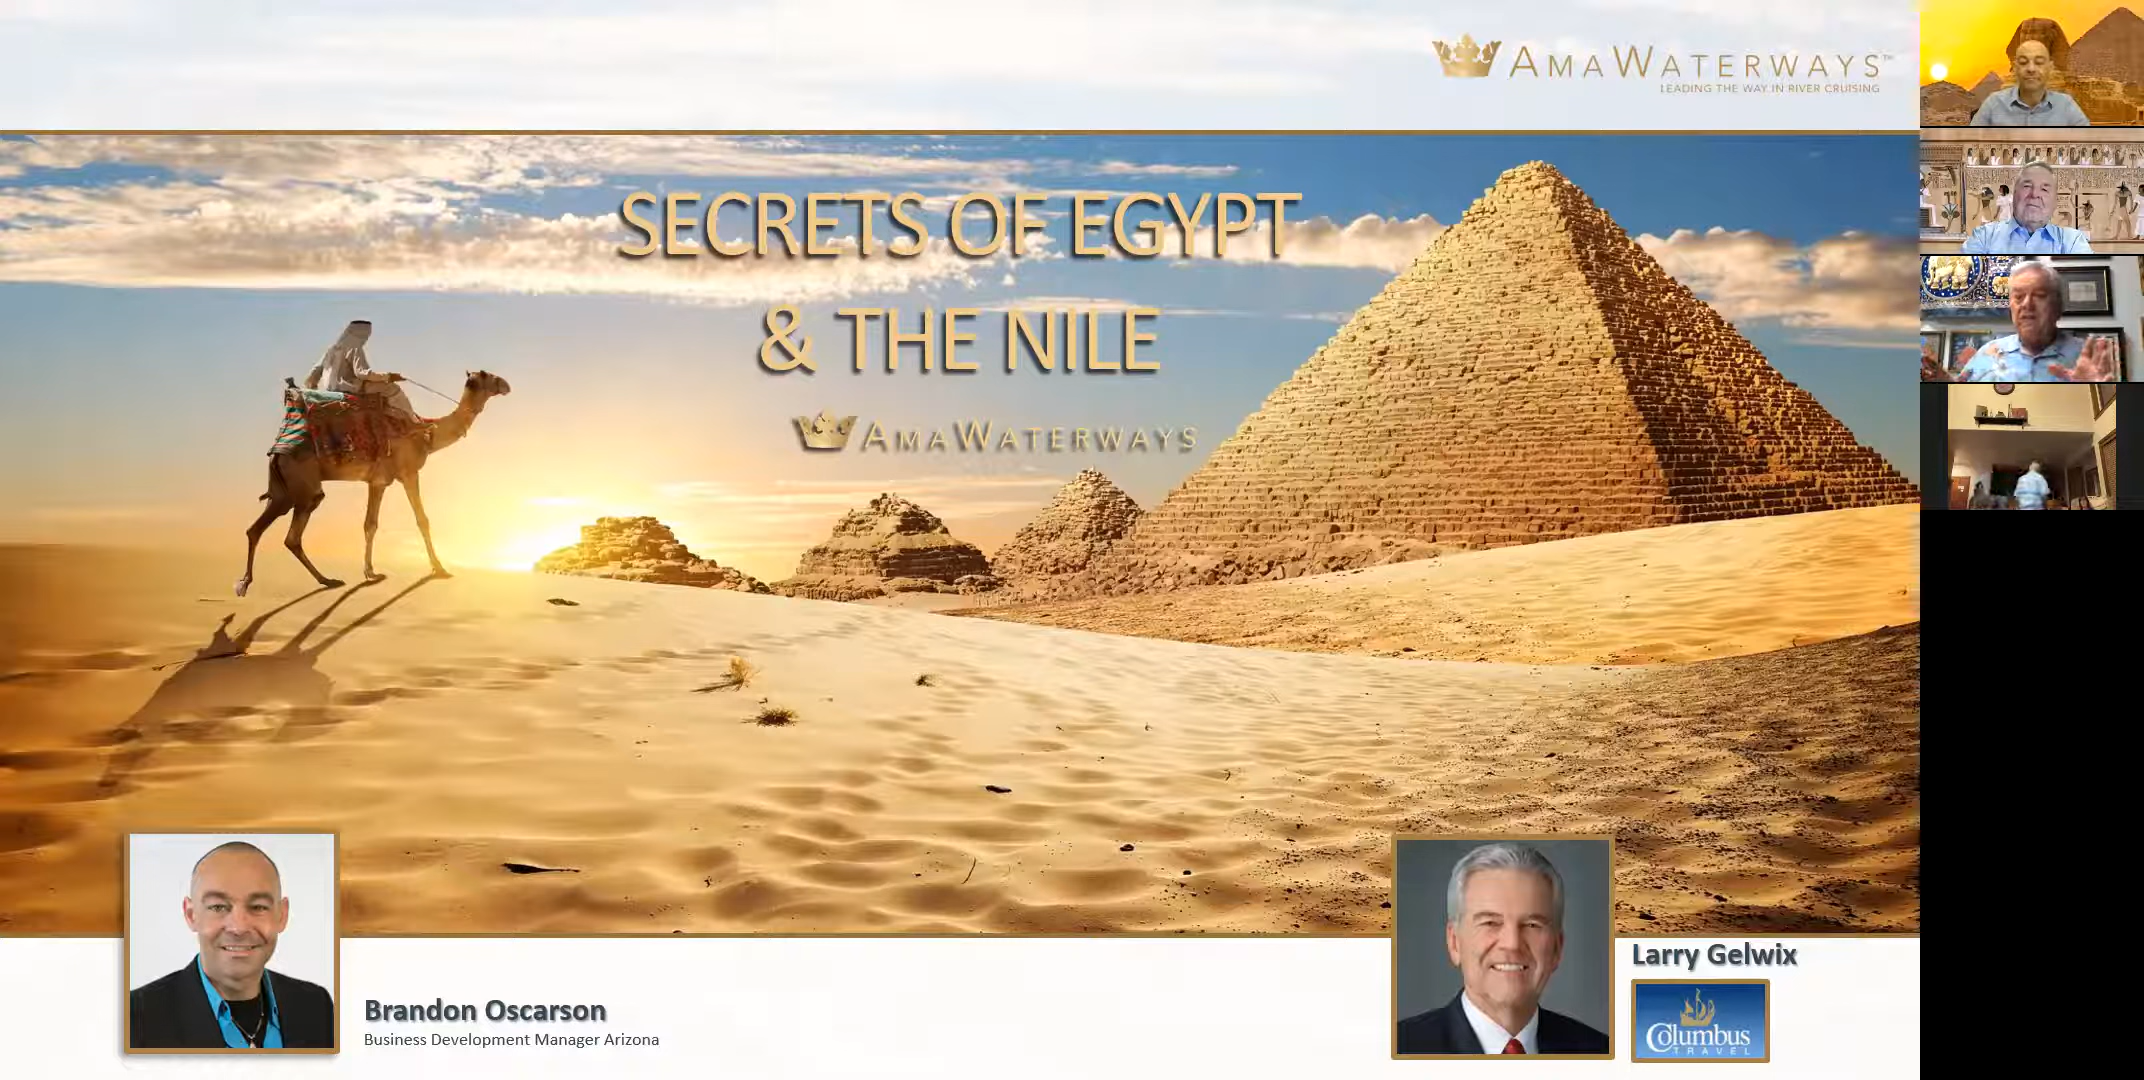 AMAWATERWAYS™
LEADING THE WAY IN RIVER CRUISING
SECRETS OF EGYPT
& THE NILE
AMAWATERWAYS
Brandon Oscarson
Business Development Manager Arizona
Larry Gelwix
Columbus
TRAVEL